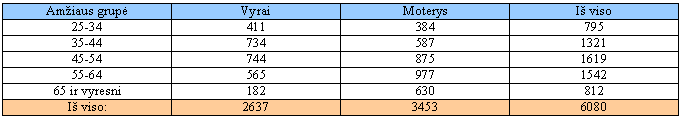 Amžiaus grupė Vyrai Moterys Iš viso
25-34 411 384 795
35-44 734 587 1321
45-54 744 875 1619
55-64 565 977 1542
65 ir vyresni 182 630 812
Iš viso: 2637 3453 6080